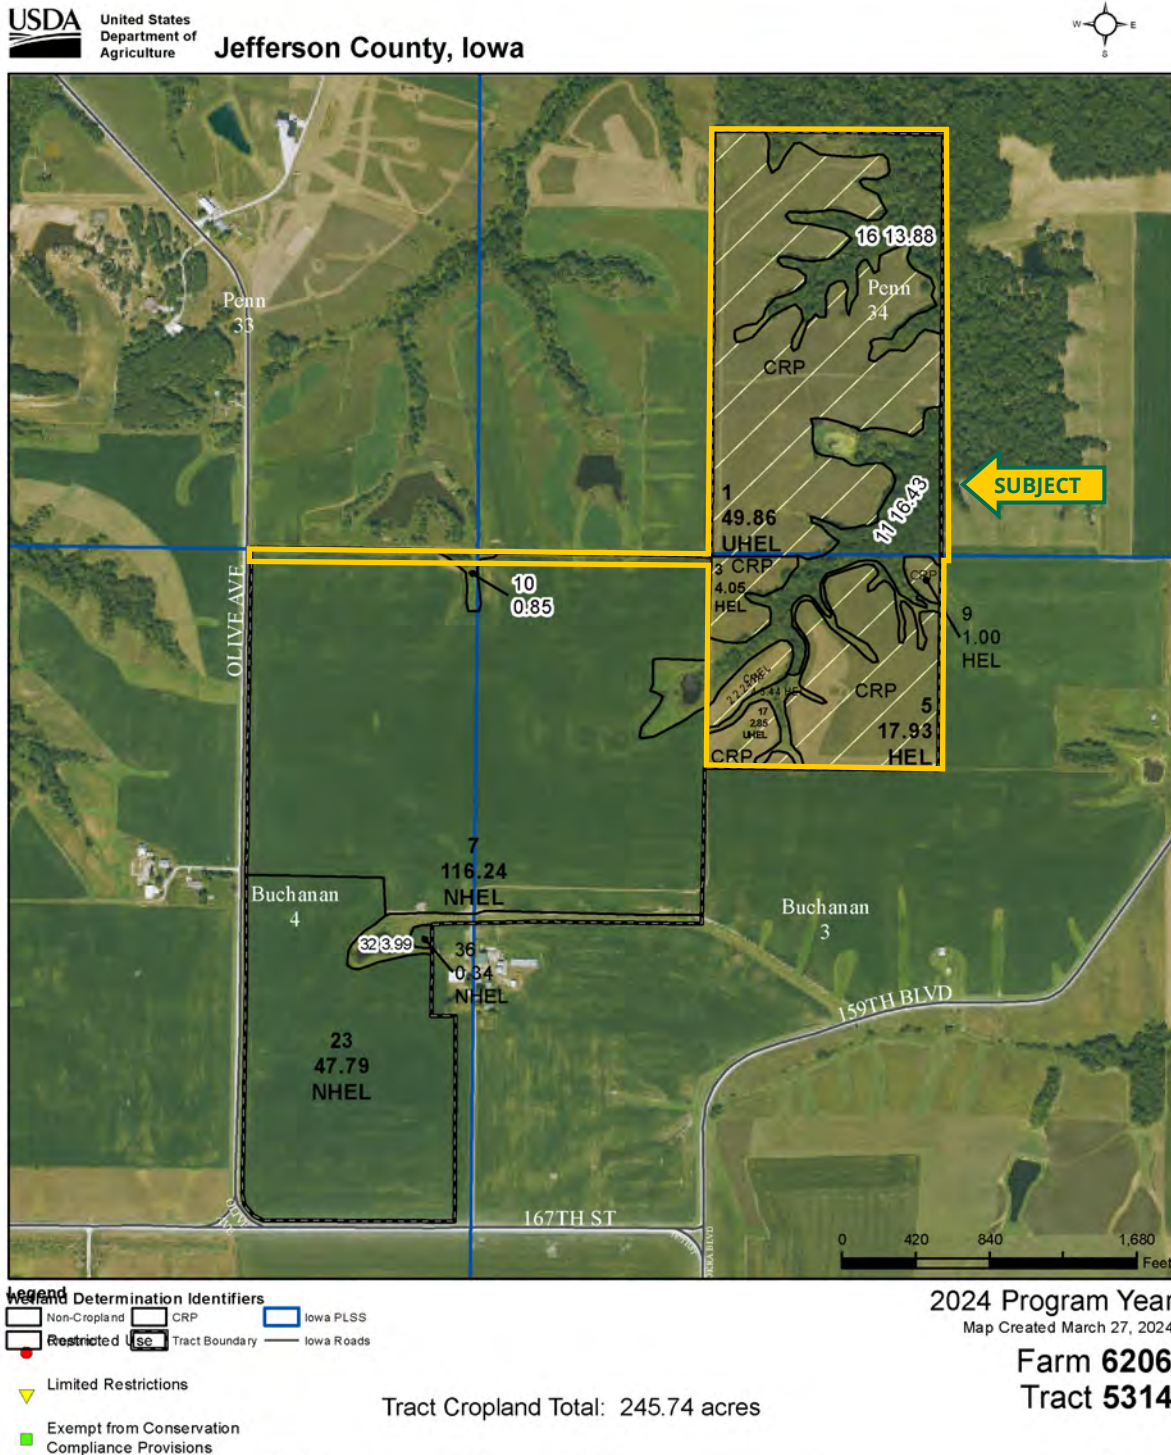 USDA
United States
Department of
Agriculture
Jefferson County, Iowa
W
E
S
16 13.88
Penn
33
Penn
34
CRP
SUBJECT
11 16.43
1
49.86
UHEL
3
CRP
4.05
HEL
CRP
10
0.85
OLIVE AVE
9
1.00
HEL
CRP
17
2.85
UHEL
5
17.93
HEL
CRP
7
116.24
NHEL
Buchanan
4
Buchanan
3
32 3.99
36
0.34
NHEL
159TH BLVD
23
47.79
NHEL
167TH ST
0
420
840
1,680
Feet
Legend
Wetland Determination Identifiers
Non-Cropland
CRP
Iowa PLSS
Restricted Use
Tract Boundary
Iowa Roads
Limited Restrictions
Exempt from Conservation
Compliance Provisions
Tract Cropland Total: 245.74 acres
2024 Program Year
Map Created March 27, 2024
Farm 6206
Tract 5314